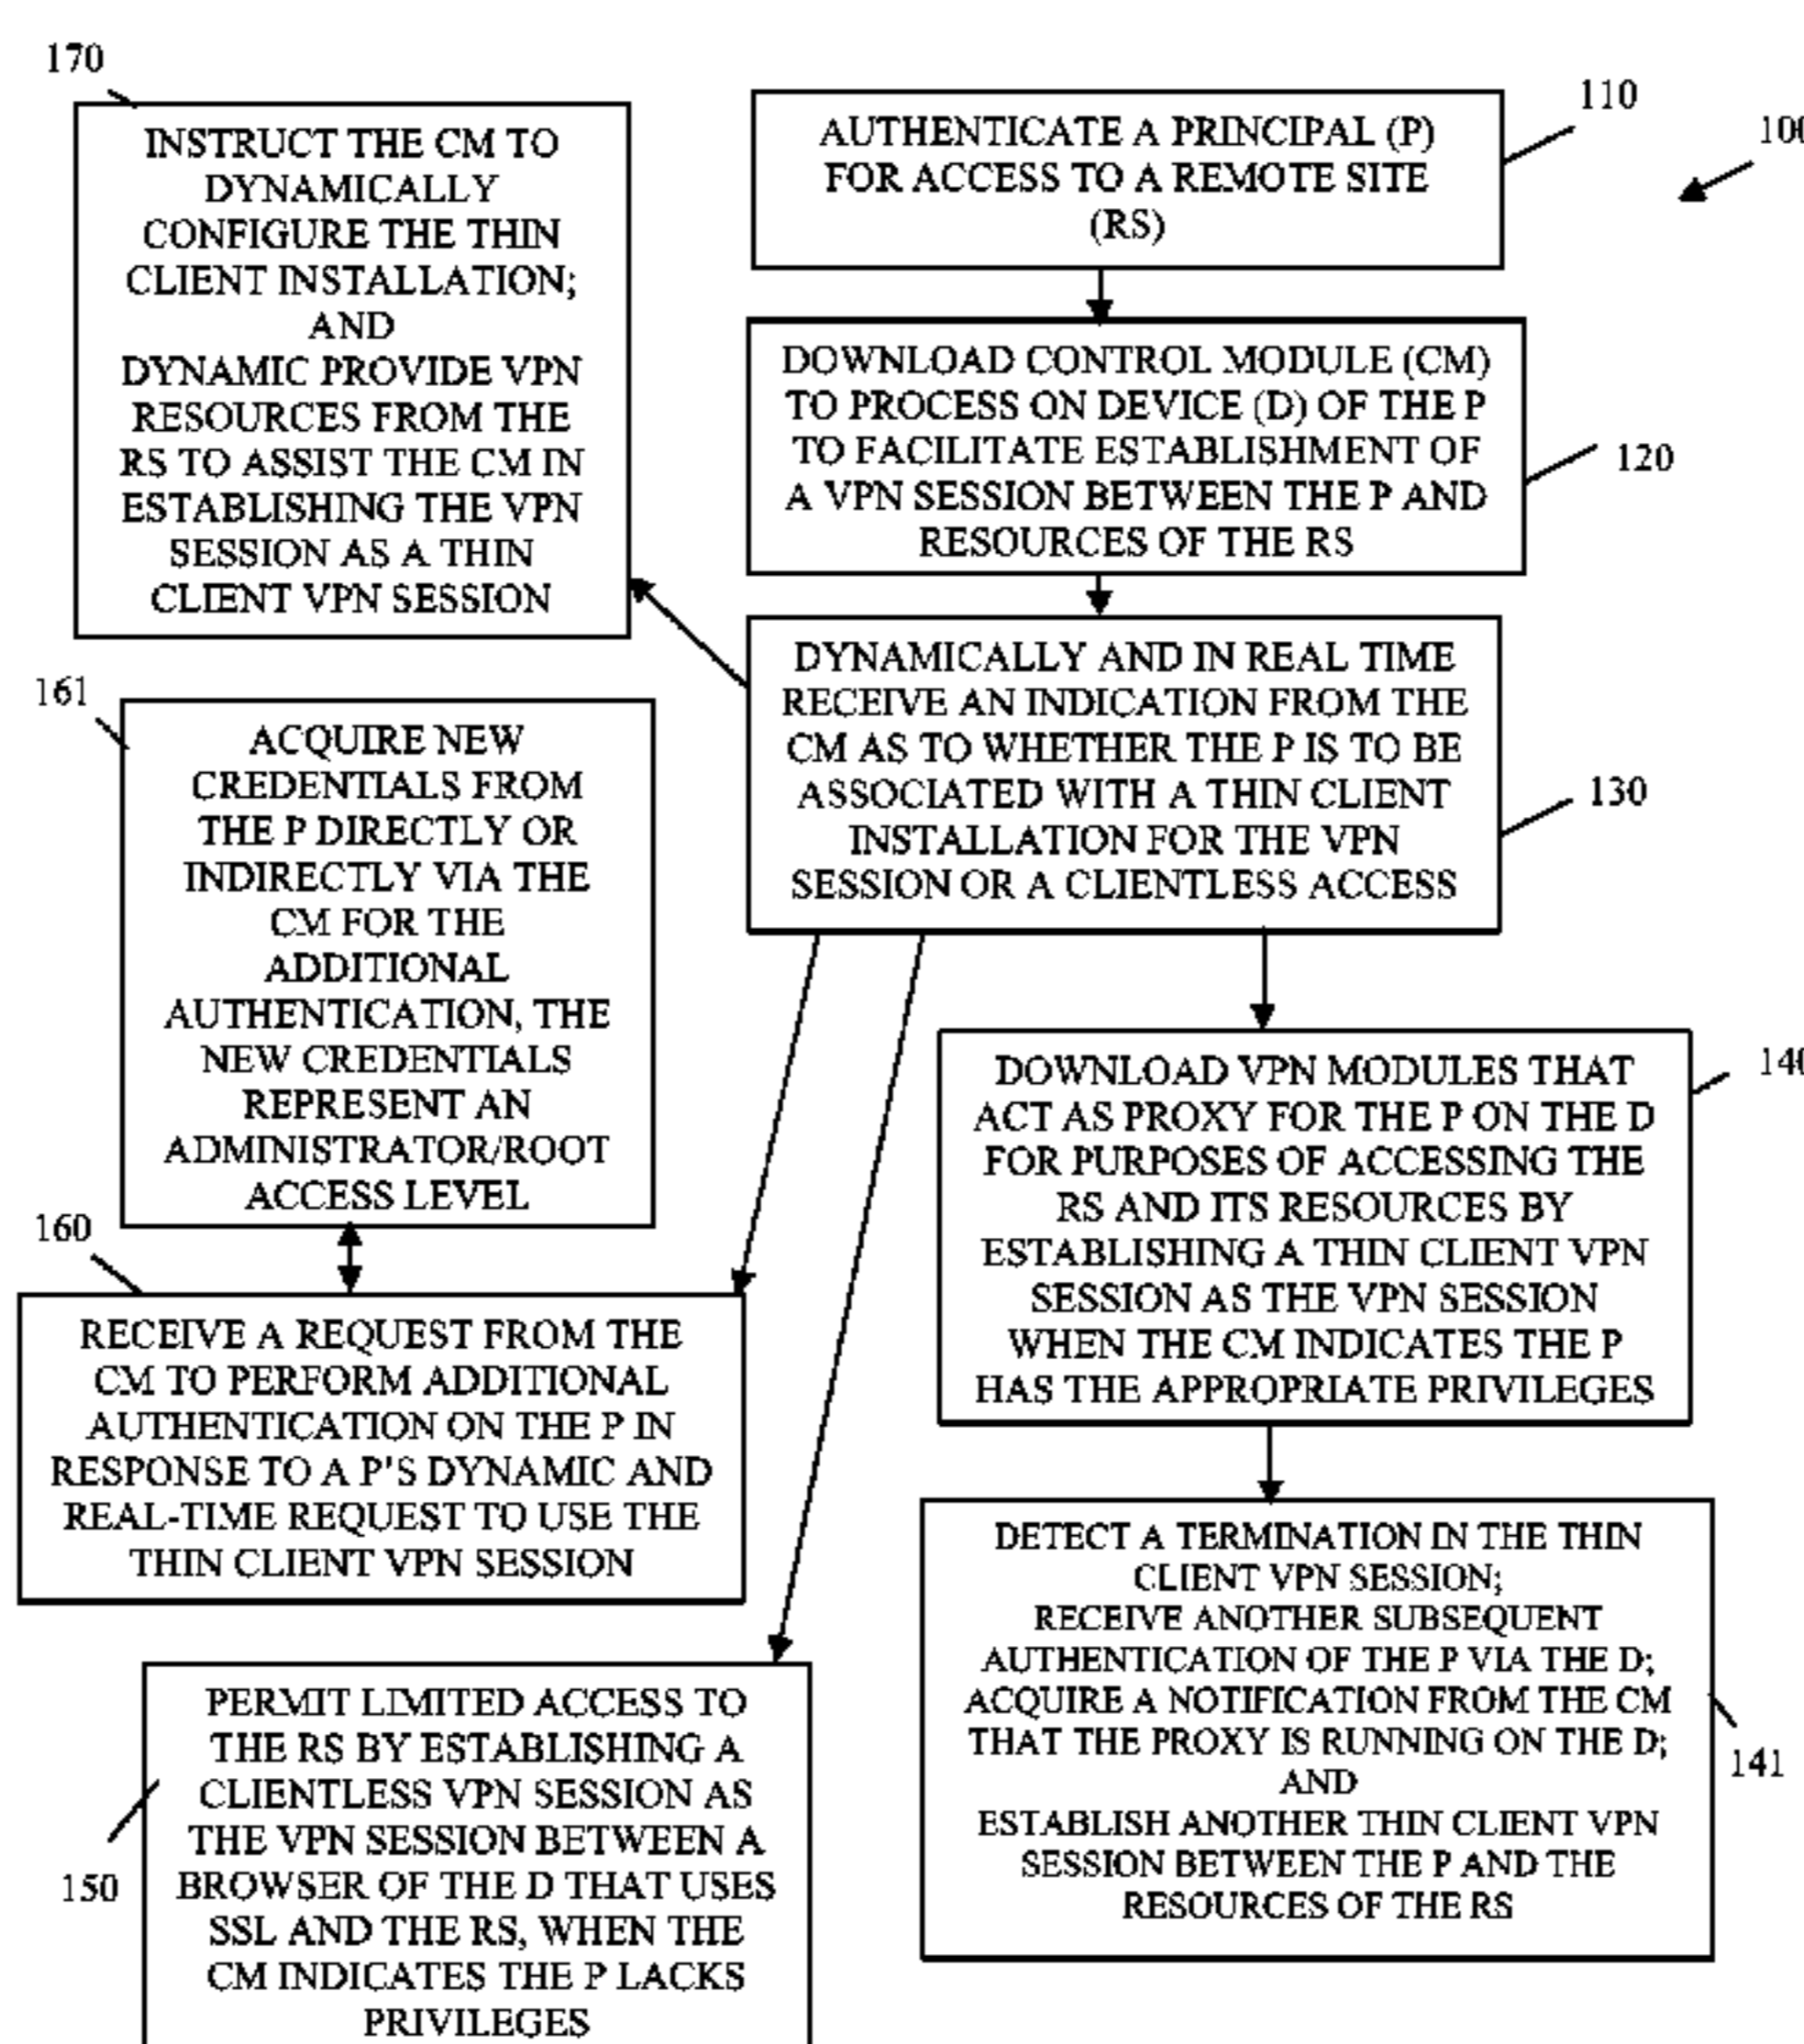 170
INSTRUCT THE CM TO
DYNAMICALLY
CONFIGURE THE THIN
CLIENT INSTALLATION;
AND
DYNAMIC PROVIDE VPN
RESOURCES FROM THE
RS TO ASSIST THE CM IN
ESTABLISHING THE VPN
SESSION AS A THIN
CLIENT VPN SESSION
110
100
AUTHENTICATE A PRINCIPAL (P)
FOR ACCESS TO A REMOTE SITE
(RS)
DOWNLOAD CONTROL MODULE (CM)
TO PROCESS ON DEVICE (D) OF THE P
TO FACILITATE ESTABLISHMENT OF
A VPN SESSION BETWEEN THE P AND
RESOURCES OF THE RS
120
DYNAMICALLY AND IN REAL TIME
RECEIVE AN INDICATION FROM THE
CM AS TO WHETHER THE P IS TO BE
ASSOCIATED WITH A THIN CLIENT
INSTALLATION FOR THE VPN
SESSION OR A CLIENTLESS ACCESS
130
161
ACQUIRE NEW
CREDENTIALS FROM
THE P DIRECTLY OR
INDIRECTLY VIA THE
CM FOR THE
ADDITIONAL
AUTHENTICATION, THE
NEW CREDENTIALS
REPRESENT AN
ADMINISTRATOR/ROOT
ACCESS LEVEL
160
RECEIVE A REQUEST FROM THE
CM TO PERFORM ADDITIONAL
AUTHENTICATION ON THE P IN
RESPONSE TO A P'S DYNAMIC AND
REAL-TIME REQUEST TO USE THE
THIN CLIENT VPN SESSION
140
DOWNLOAD VPN MODULES THAT
ACT AS PROXY FOR THE P ON THE D
FOR PURPOSES OF ACCESSING THE
RS AND ITS RESOURCES BY
ESTABLISHING A THIN CLIENT VPN
SESSION AS THE VPN SESSION
WHEN THE CM INDICATES THE P
HAS THE APPROPRIATE PRIVILEGES
DETECT A TERMINATION IN THE THIN
CLIENT VPN SESSION;
RECEIVE ANOTHER SUBSEQUENT
AUTHENTICATION OF THE P VIA THE D;
ACQUIRE A NOTIFICATION FROM THE CM
THAT THE PROXY IS RUNNING ON THE D;
AND
ESTABLISH ANOTHER THIN CLIENT VPN
SESSION BETWEEN THE P AND THE
RESOURCES OF THE RS
141
PERMIT LIMITED ACCESS TO
THE RS BY ESTABLISHING A
CLIENTLESS VPN SESSION AS
THE VPN SESSION BETWEEN A
BROWSER OF THE D THAT USES
SSL AND THE RS, WHEN THE
CM INDICATES THE P LACKS
PRIVILEGES
150